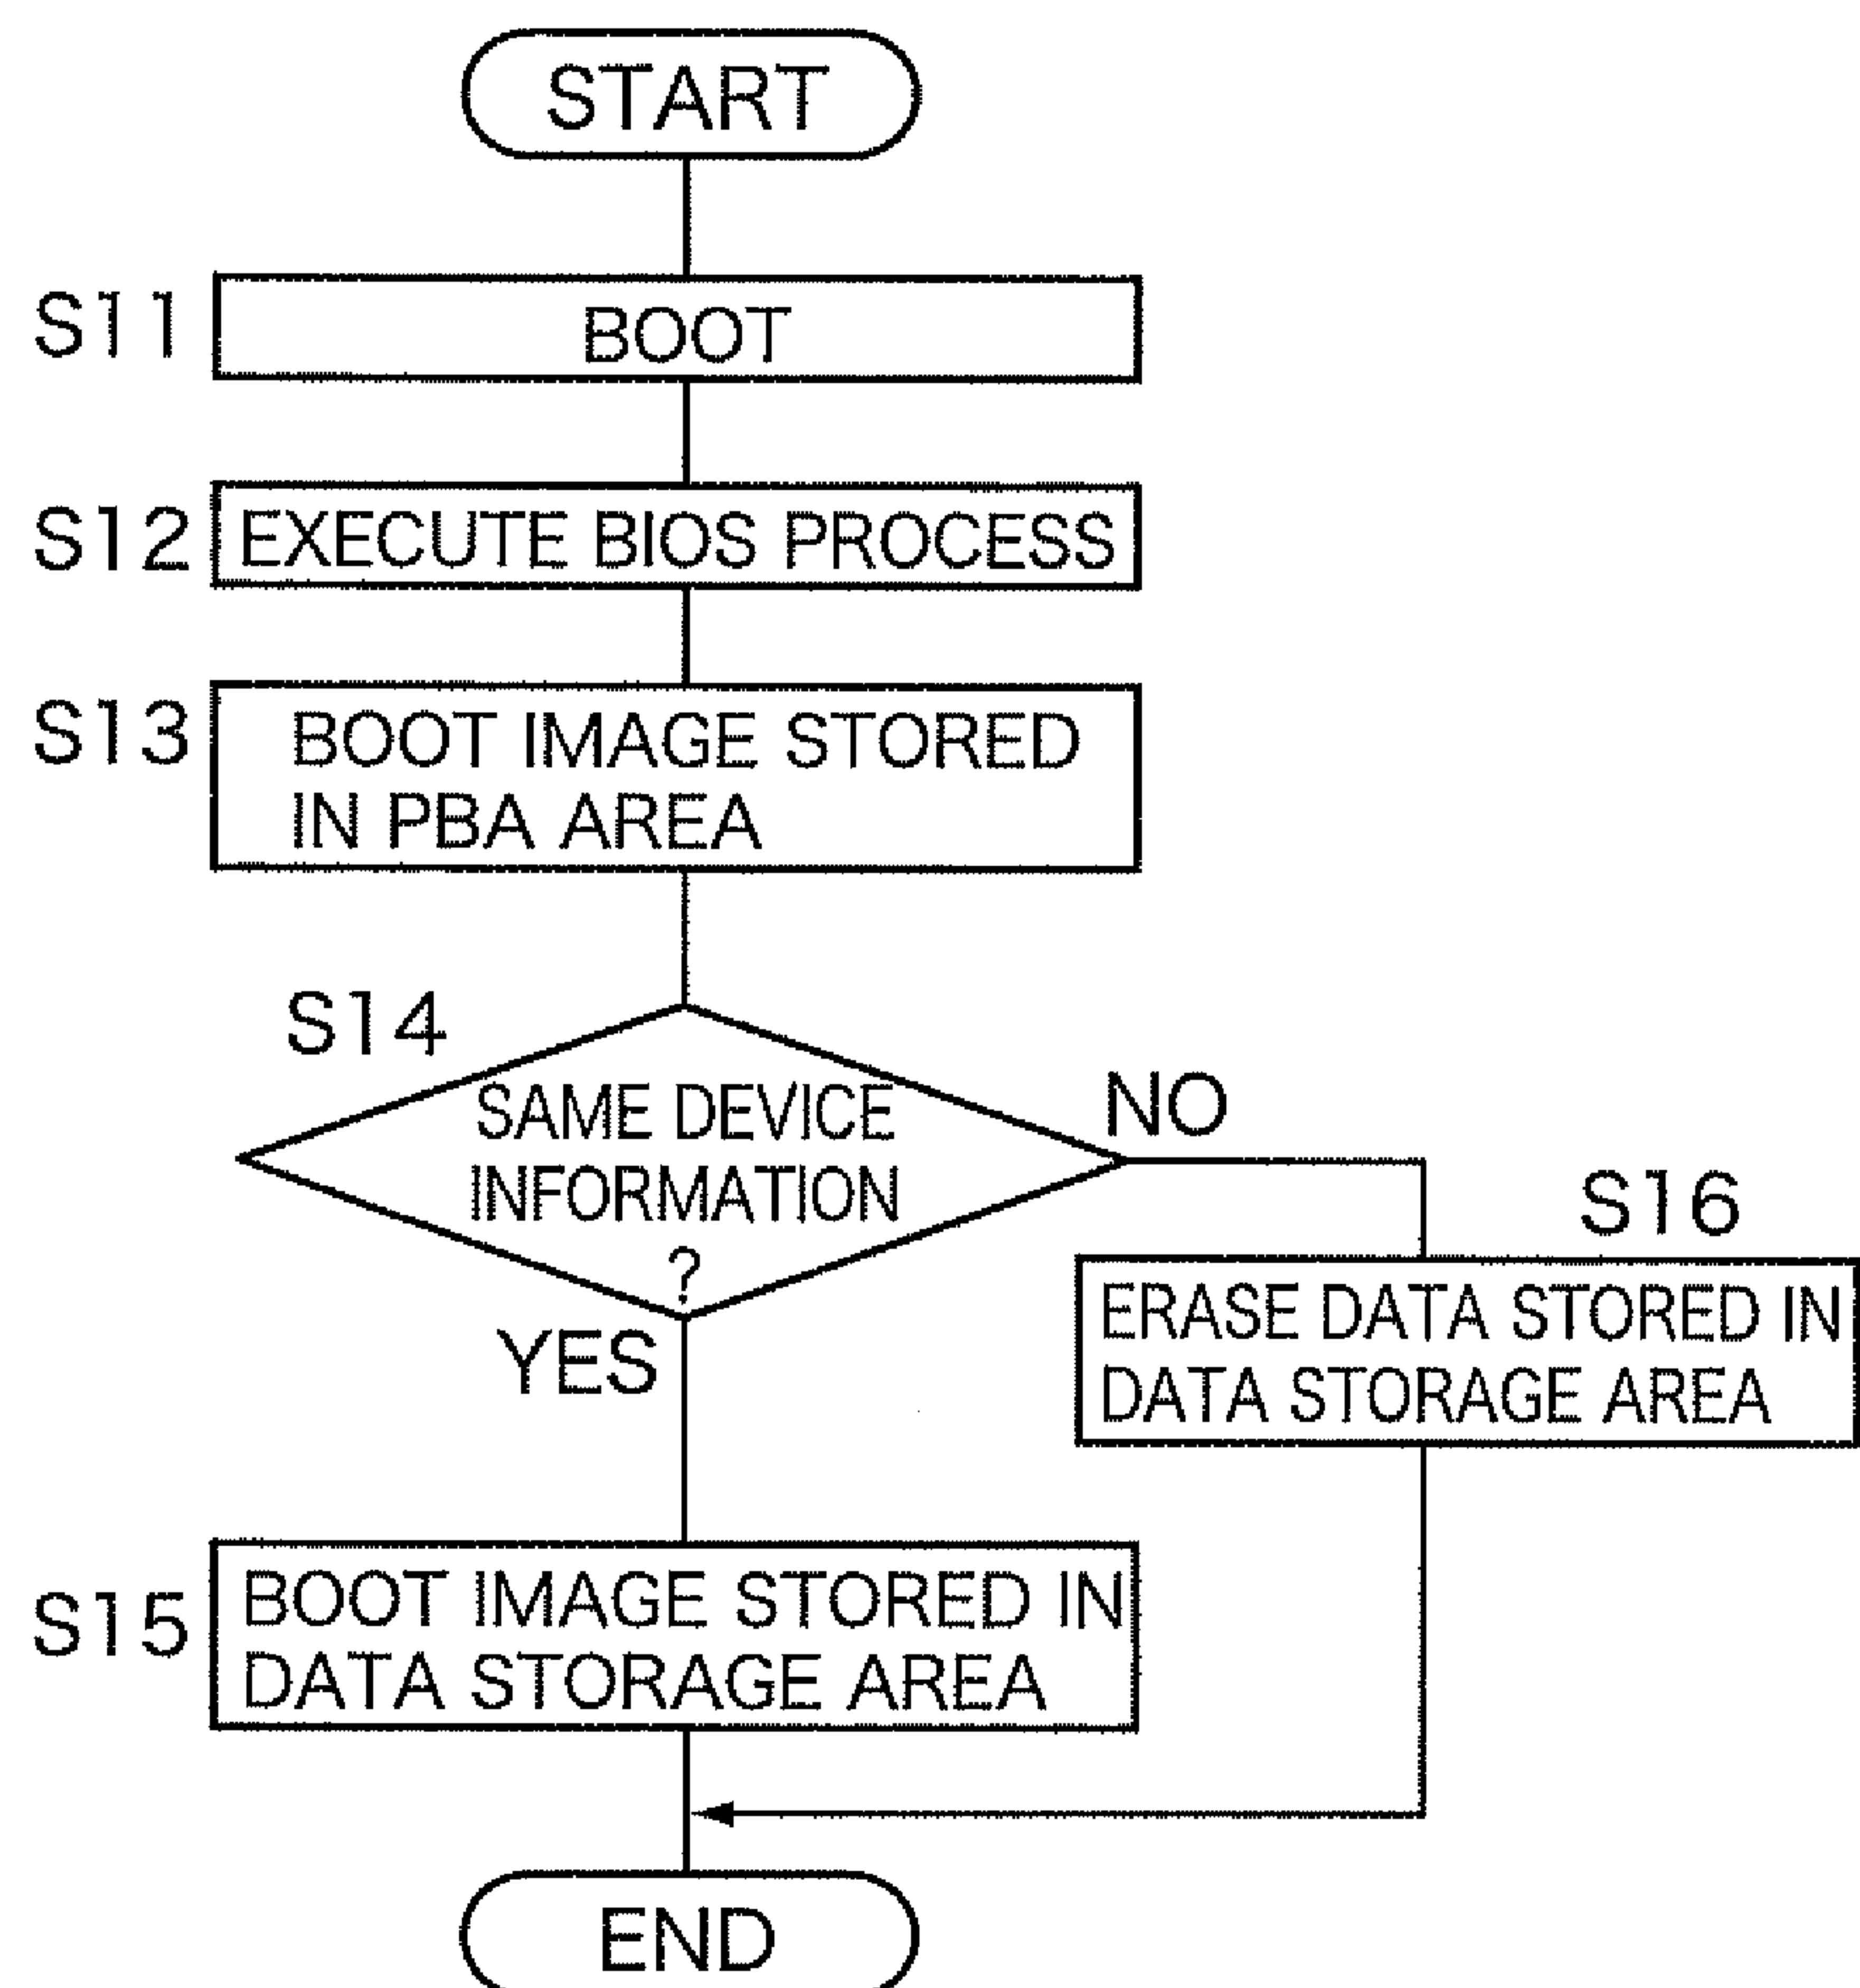 START
S11
BOOT
S12
EXECUTE BIOS PROCESS
S13
BOOT IMAGE STORED
IN PBA AREA
S14
SAME DEVICE
INFORMATION
?
NO
YES
S16
ERASE DATA STORED IN
DATA STORAGE AREA
S15
BOOT IMAGE STORED IN
DATA STORAGE AREA
END